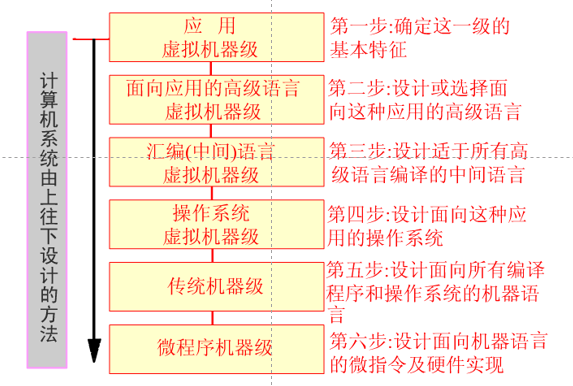 计算机系统由上往下设计的方法
应 用
虚拟机器级
第一步:确定这一级的
基本特征
面向应用的高级语言
虚拟机器级
第二步:设计或选择面
向这种应用的高级语言
汇编(中间)语言
虚拟机器级
第三步:设计适于所有高
级语言编译的中间语言
操作系统
虚拟机器级
第四步:设计面向这种应
用的操作系统
传统机器级
第五步:设计面向所有编译
程序和操作系统的机器语
言
微程序机器级
第六步:设计面向机器语言
的微指令及硬件实现